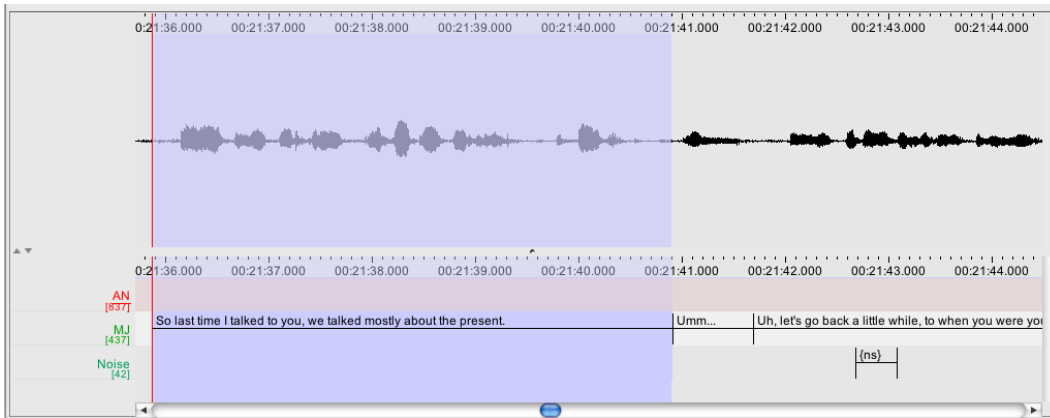 0:21:36.000 00:21:37.000 00:21:38.000 00:21:39.000 00:21:40.000 00:21:41.000 00:21:42.000 00:21:43.000 00:21:44.000
0:21:36.000 00:21:37.000 00:21:38.000 00:21:39.000 00:21:40.000 00:21:41.000 00:21:42.000 00:21:43.000 00:21:44.000
AN
[837]
So last time I talked to you, we talked mostly about the present. Umm... Uh, let's go back a little while, to when you were you
MJ
[437]
{ns}
Noise
[42]